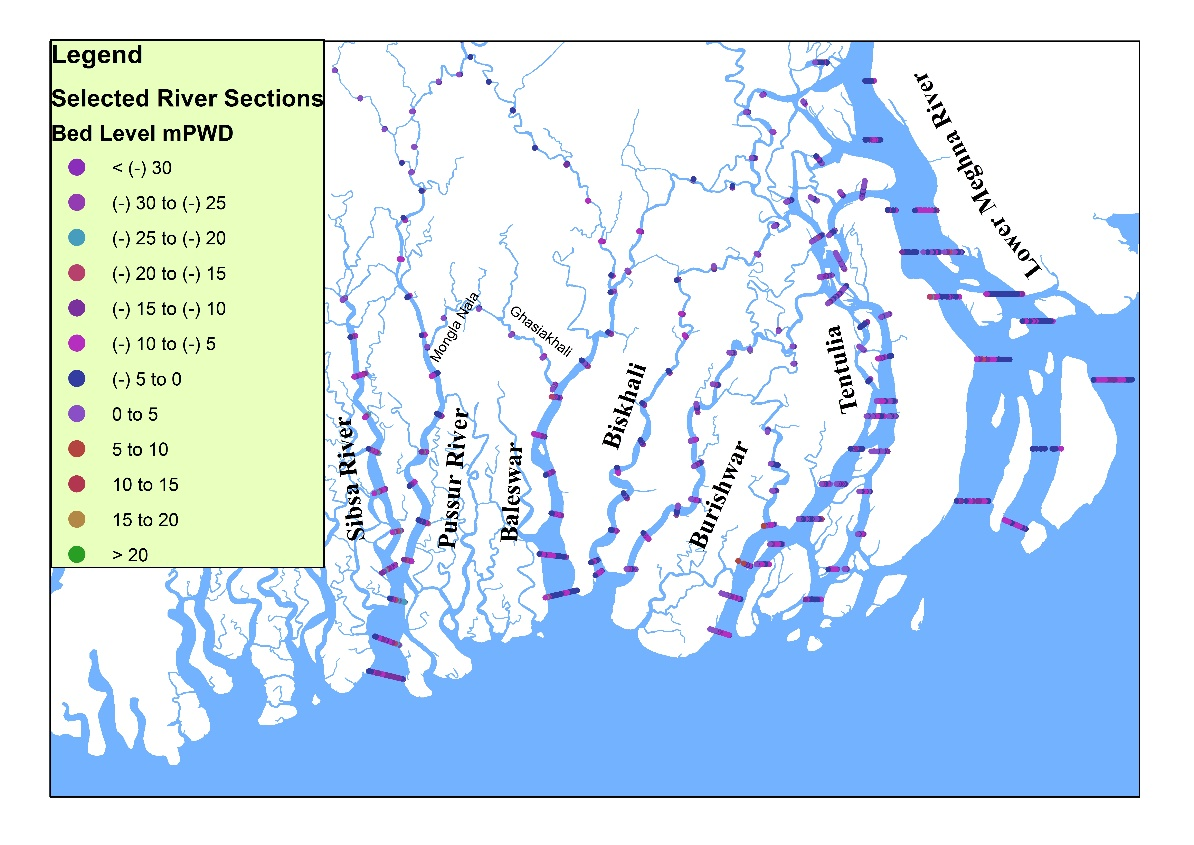 Legend
Selected River Sections
Bed Level mPWD
< (-) 30
(-) 30 to (-) 25
(-) 25 to (-) 20
(-) 20 to (-) 15
(-) 15 to (-) 10
(-) 10 to (-) 5
(-) 5 to 0
0 to 5
5 to 10
10 to 15
15 to 20
> 20
Lower Meghna River
Mongla Nala
Ghasiakhali
Tentulia
Biskhali
Sibsa River
Pussur River
Baleswar
Burishwar